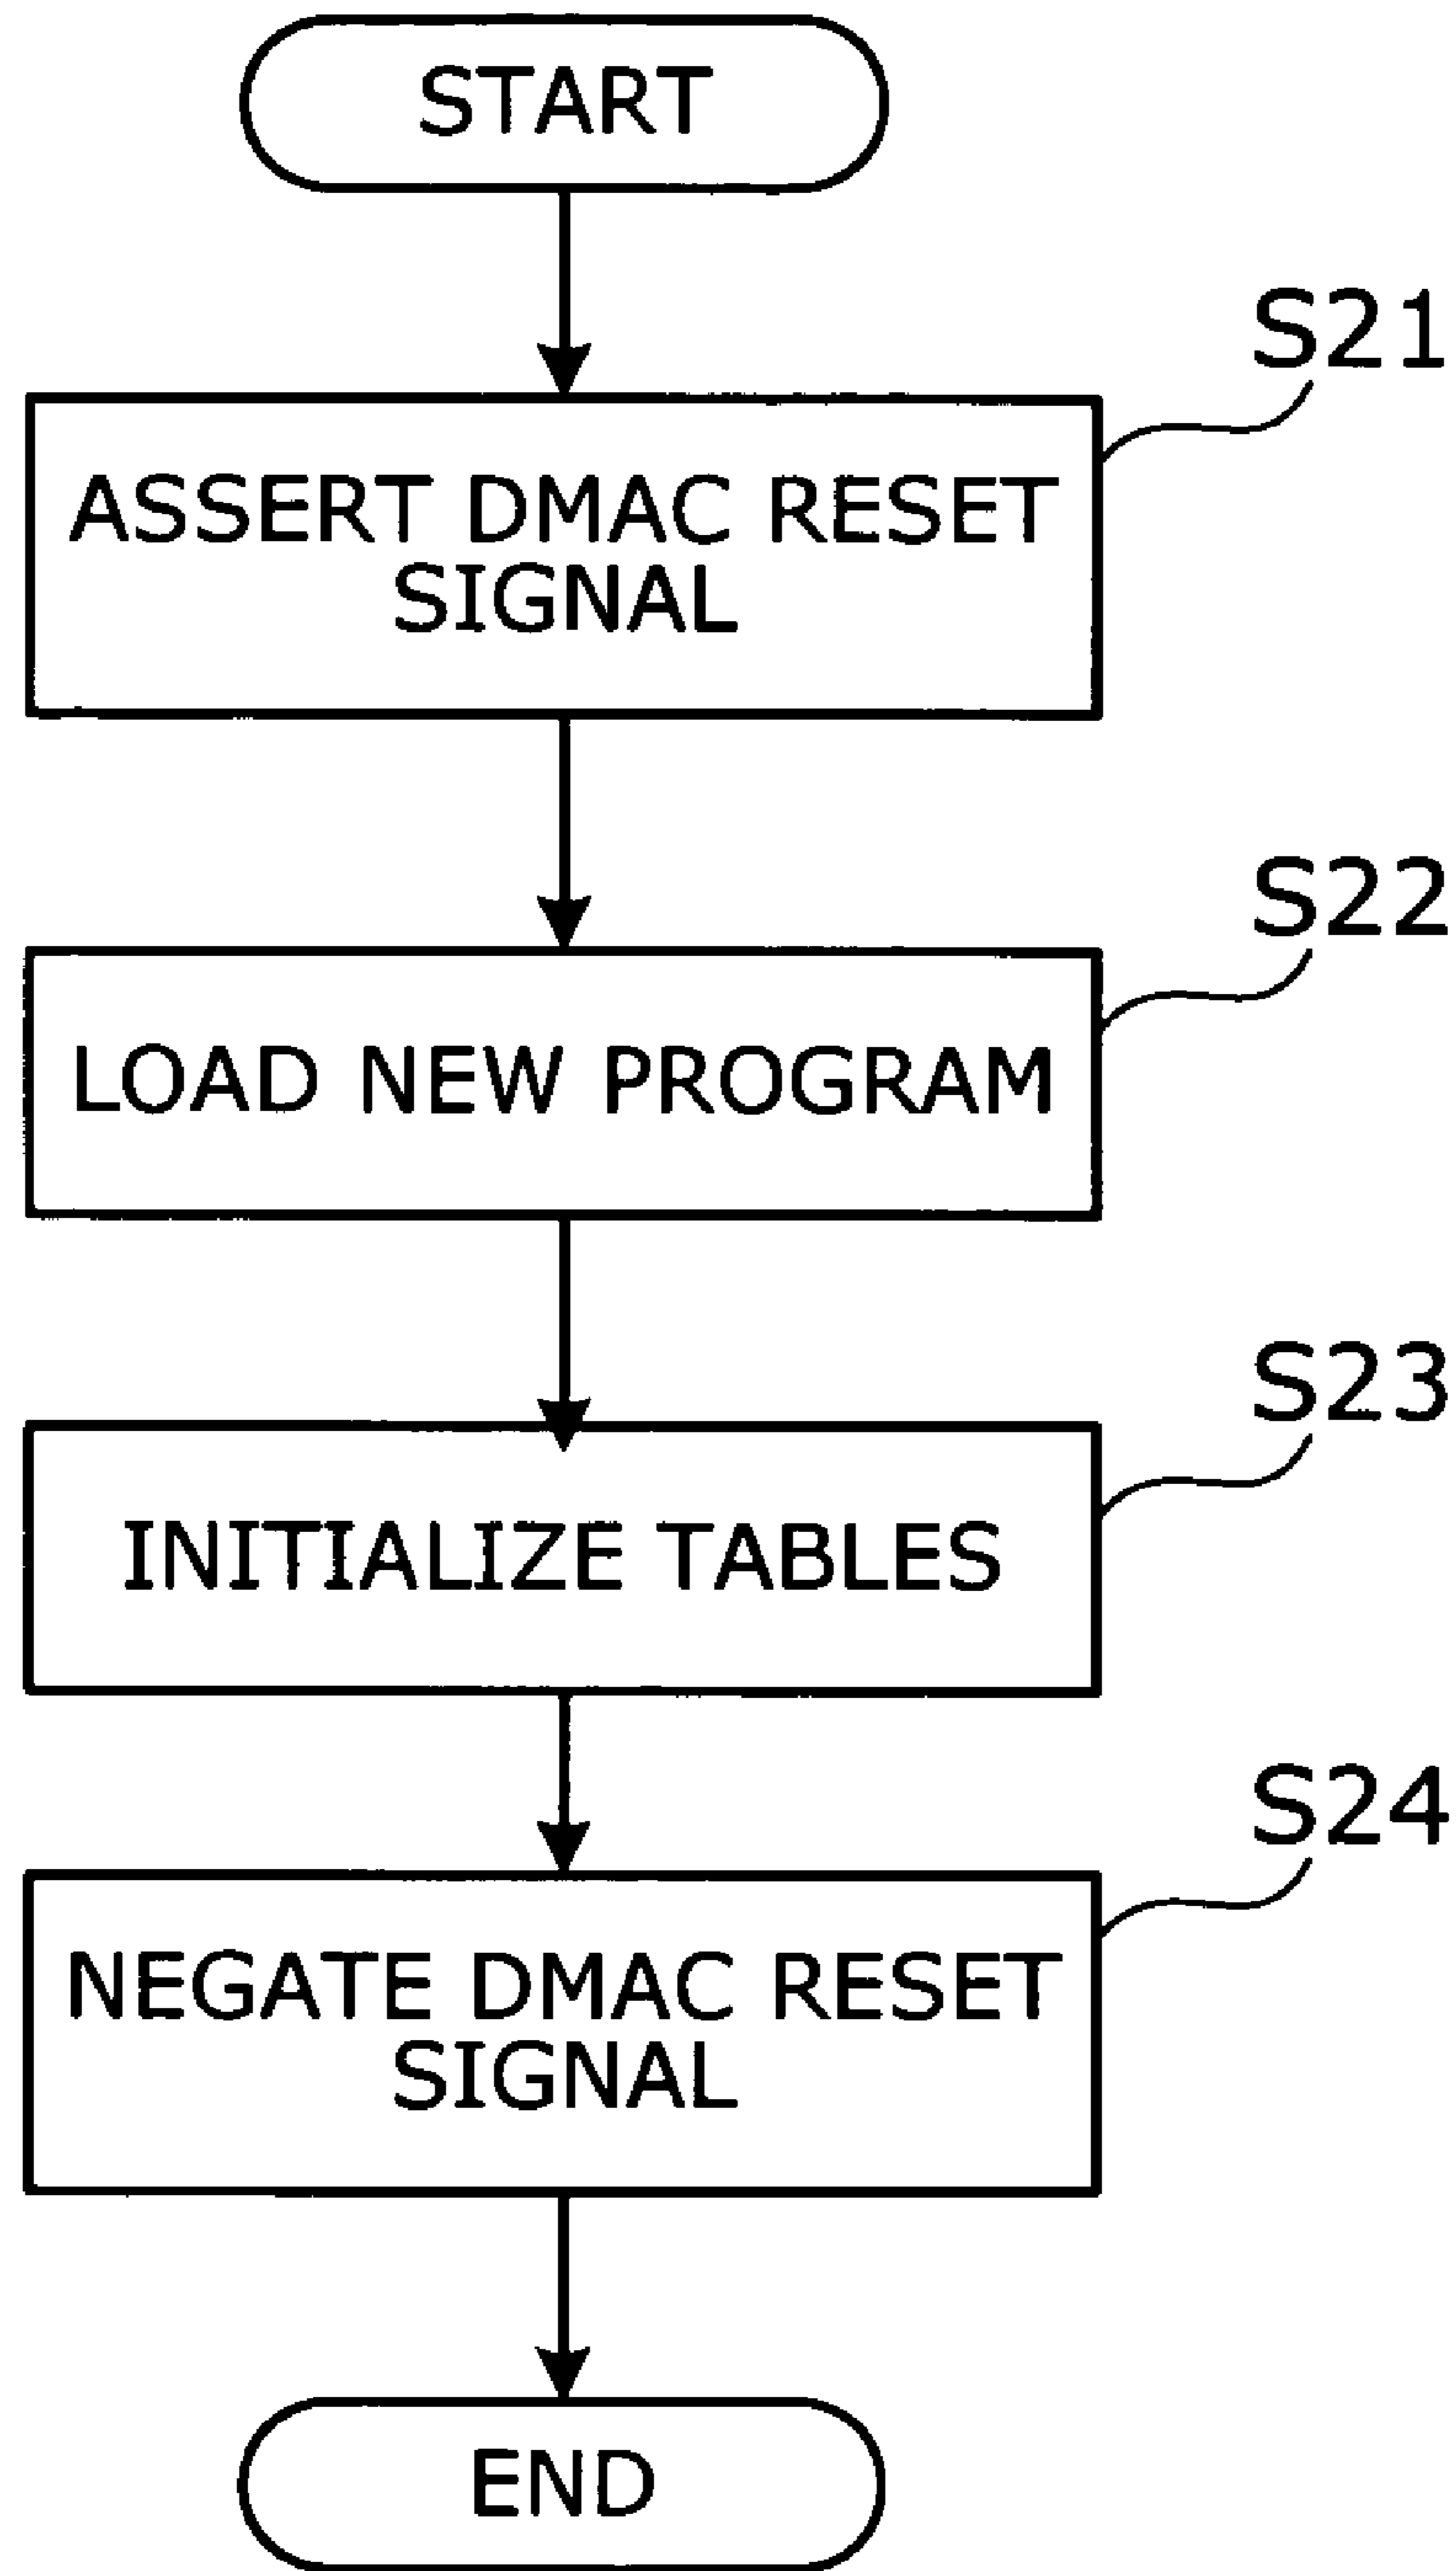 START
S21
ASSERT DMAC RESET
SIGNAL
S22
LOAD NEW PROGRAM
S23
INITIALIZE TABLES
S24
NEGATE DMAC RESET
SIGNAL
END